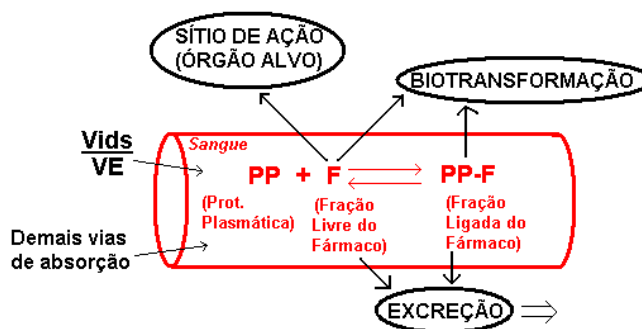 SÍTIO DE AÇÃO
(ÓRGÃO ALVO)
BIOTRANSFORMAÇÃO
Vids
VE
Sangue
PP + F
PP-F
(Prot.
Plasmática)
(Fração
Livre do
Fármaco)
(Fração
Ligada do
Fármaco)
Demais vias
de absorção
EXCREÇÃO